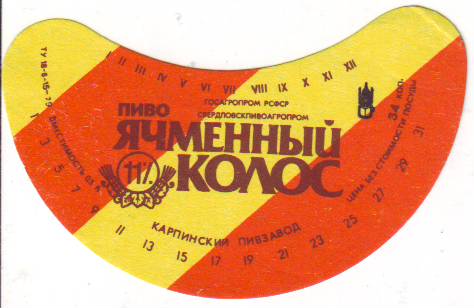 I II III IV V VI VII VIII IX X XI XII
ГОСАГРОПРОМ РСФСР
СВЕРДЛОВСКПИВОАГРОПРОМ
ПИВО
ЯЧМЕННЫЙ
КОЛОС
11%
ТУ 18-6-15-79
ВМЕСТИМОСТЬ 0,5 Л
34 коп.
ЦЕНА БЕЗ СТОИМОСТИ ПОСУДЫ
КАРПИНСКИЙ ПИВЗАВОД
1 3 5 7 9 11 13 15 17 19 21 23 25 27 29 31